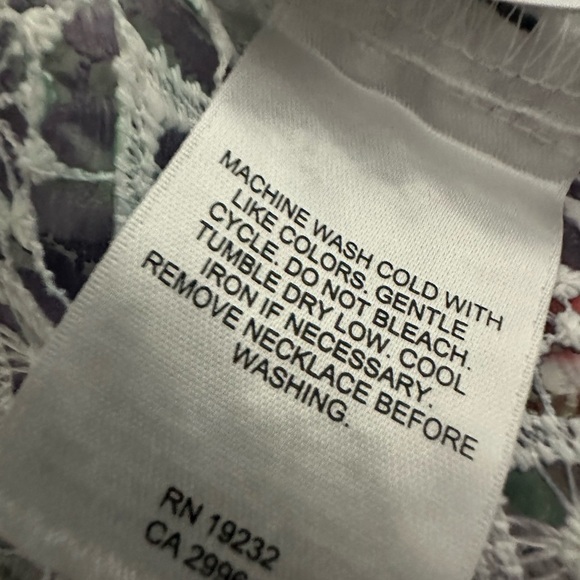 MACHINE WASH COLD WITH
LIKE COLORS. GENTLE
CYCLE. DO NOT BLEACH.
TUMBLE DRY LOW. COOL
IRON IF NECESSARY.
REMOVE NECKLACE BEFORE
WASHING.
RN 19232
CA